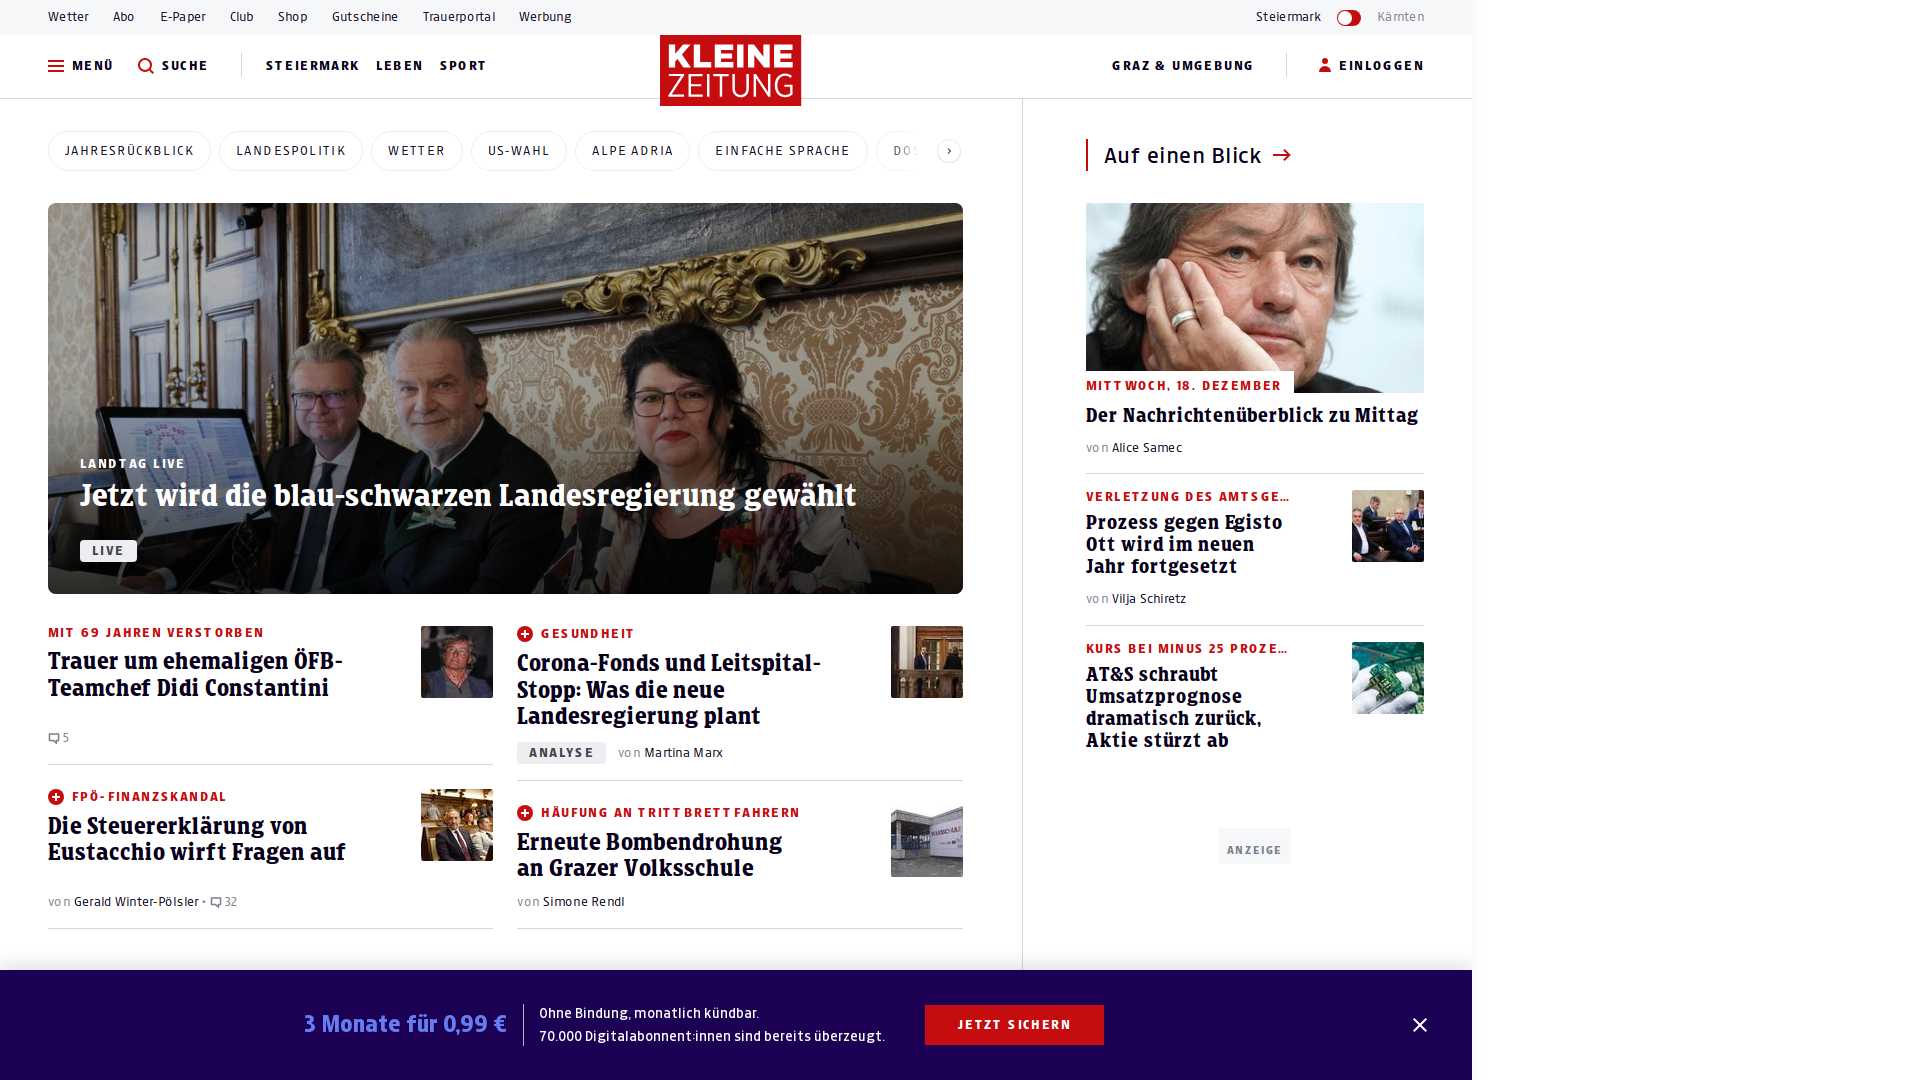 Wetter Abo E-Paper Club Shop Gutscheine Trauerportal Werbung Steiermark Kärnten
MENÜ SUCHE STEIERMARK LEBEN SPORT
KLEINE
ZEITUNG
GRAZ & UMGEBUNG EINLOGGEN
JAHRESRÜCKBLICK LANDESPOLITIK WETTER US-WAHL ALPE ADRIA EINFACHE SPRACHE
LANDTAG LIVE
Jetzt wird die blau-schwarzen Landesregierung gewählt
LIVE
MIT 69 JAHREN VERSTORBEN
Trauer um ehemaligen ÖFB-
Teamchef Didi Constantini
5
GESUNDHEIT
Corona-Fonds und Leitspital-
Stopp: Was die neue
Landesregierung plant
ANALYSE von Martina Marx
FPÖ-FINANZSKANDAL
Die Steuererklärung von
Eustacchio wirft Fragen auf
von Gerald Winter-Pölsler • 32
HÄUFUNG AN TRITTBRETTFAHRERN
Erneute Bombendrohung
an Grazer Volksschule
von Simone Rendl
Auf einen Blick
MITTWOCH, 18. DEZEMBER
Der Nachrichtenüberblick zu Mittag
von Alice Samec
VERLETZUNG DES AMTSGE...
Prozess gegen Egisto
Ott wird im neuen
Jahr fortgesetzt
von Vilja Schiretz
KURS BEI MINUS 25 PROZE...
AT&S schraubt
Umsatzprognose
dramatisch zurück,
Aktie stürzt ab
ANZEIGE
3 Monate für 0,99 €
Ohne Bindung, monatlich kündbar.
70.000 Digitalabonnent:innen sind bereits überzeugt.
JETZT SICHERN